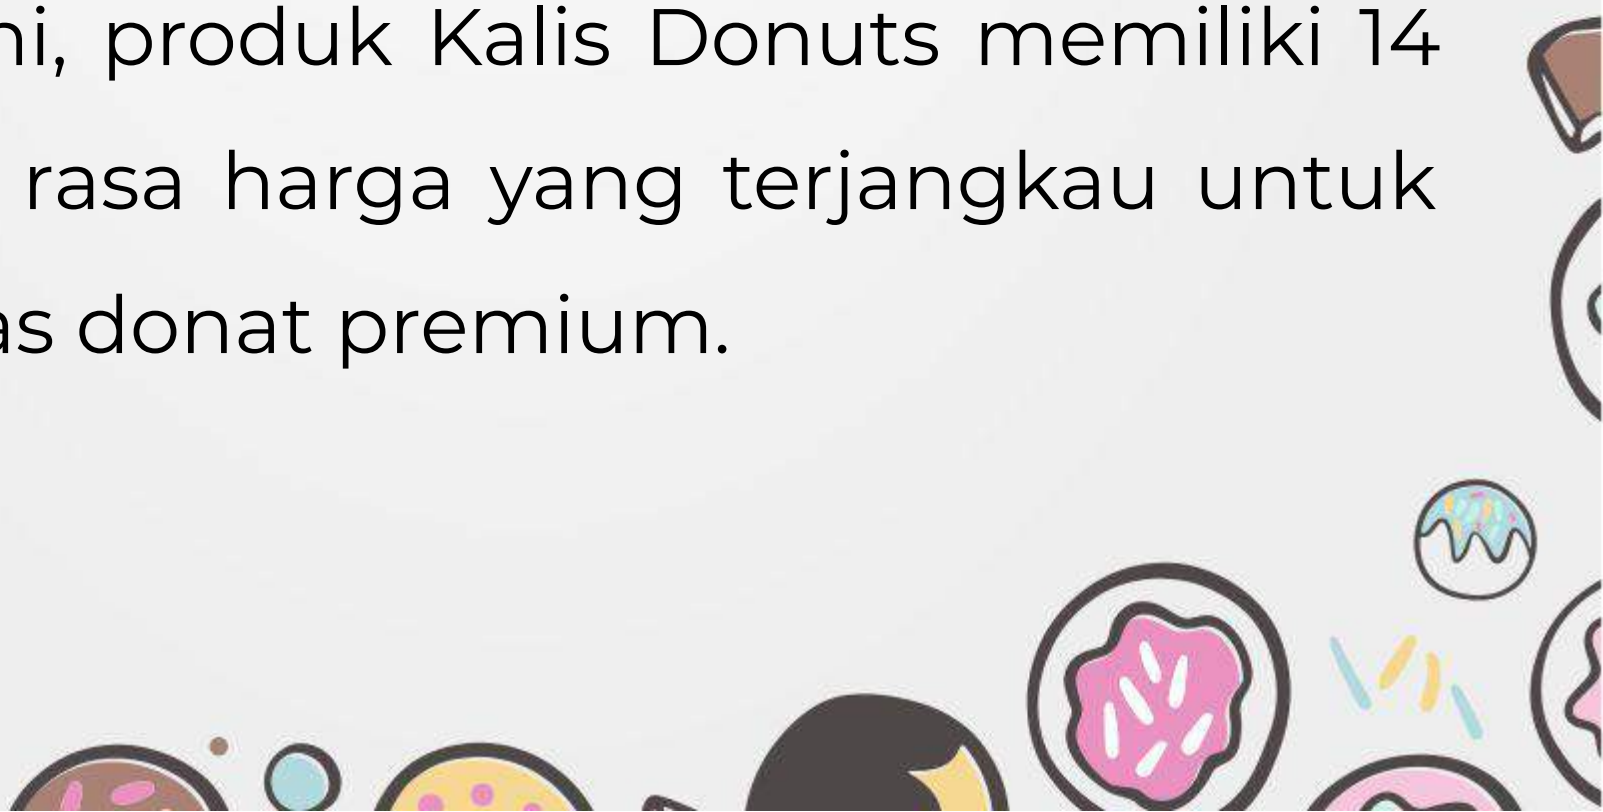 produk Kalis Donuts memiliki 14
rasa harga yang terjangkau untuk
donat premium.